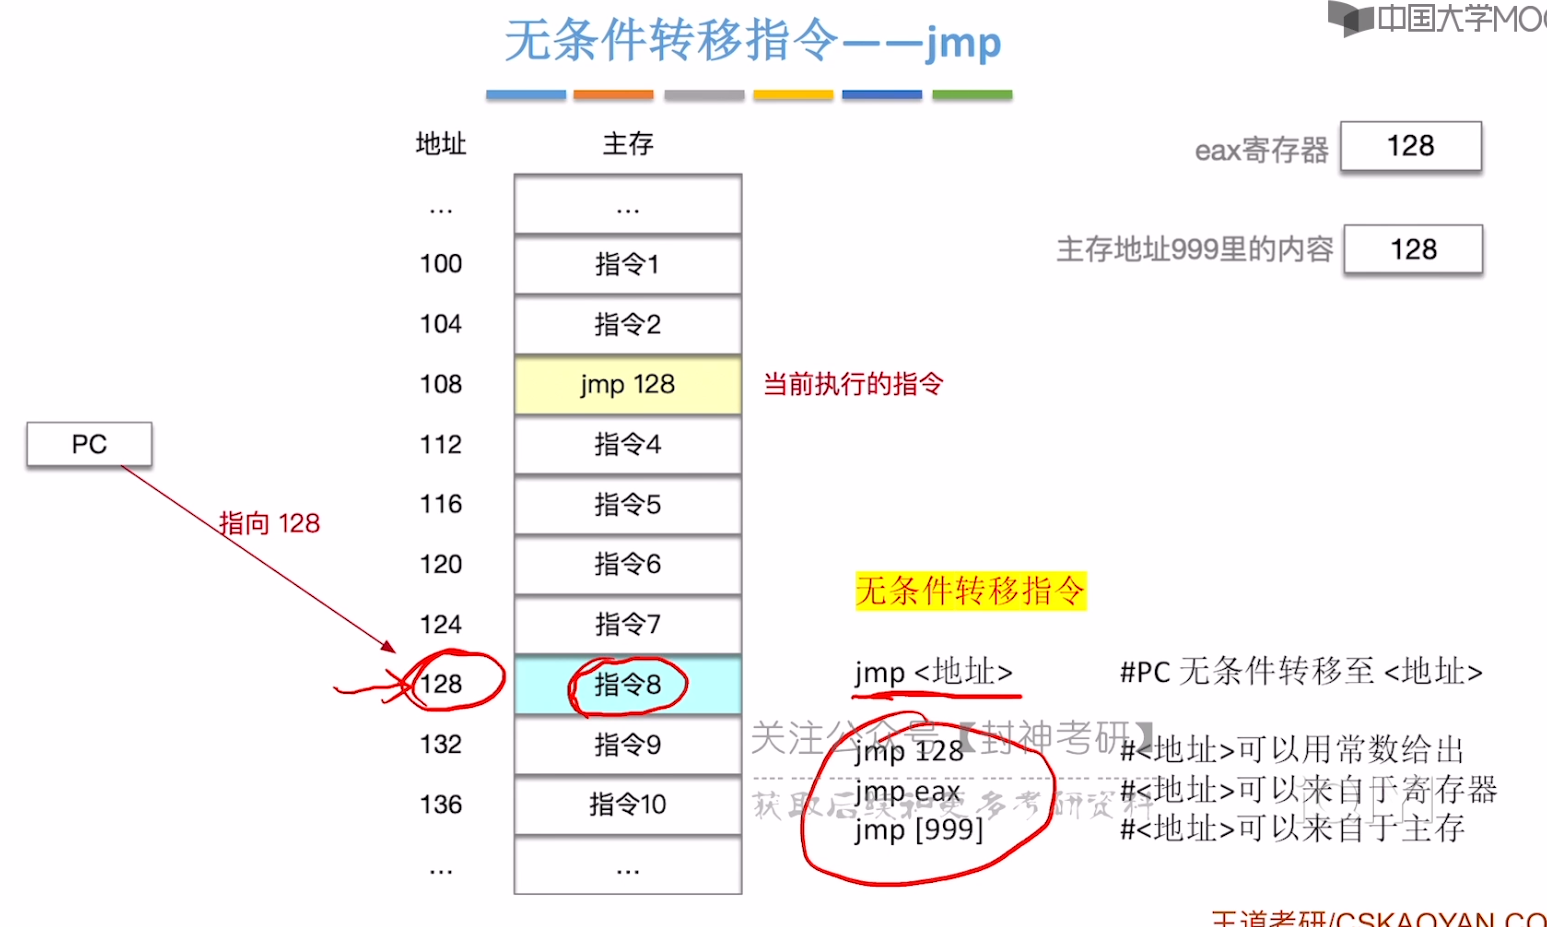 中国大学MOO
无条件转移指令——jmp
地址 主存
eax寄存器 128
... ...
主存地址999里的内容 128
100 指令1
104 指令2
108 jmp 128 当前执行的指令
112 指令4
PC
116 指令5
指向 128
120 指令6
无条件转移指令
124 指令7
jmp <地址> #PC 无条件转移至 <地址>
128 指令8
关注公众号【封神考研】
132 指令9
jmp 128 #<地址>可以用常数给出
jmp eax #<地址>可以来自于寄存器
136 指令10
获取后续和更多考研资料
jmp [999] #<地址>可以来自于主存
... ...
王道考研/CSKAOYAN.CO